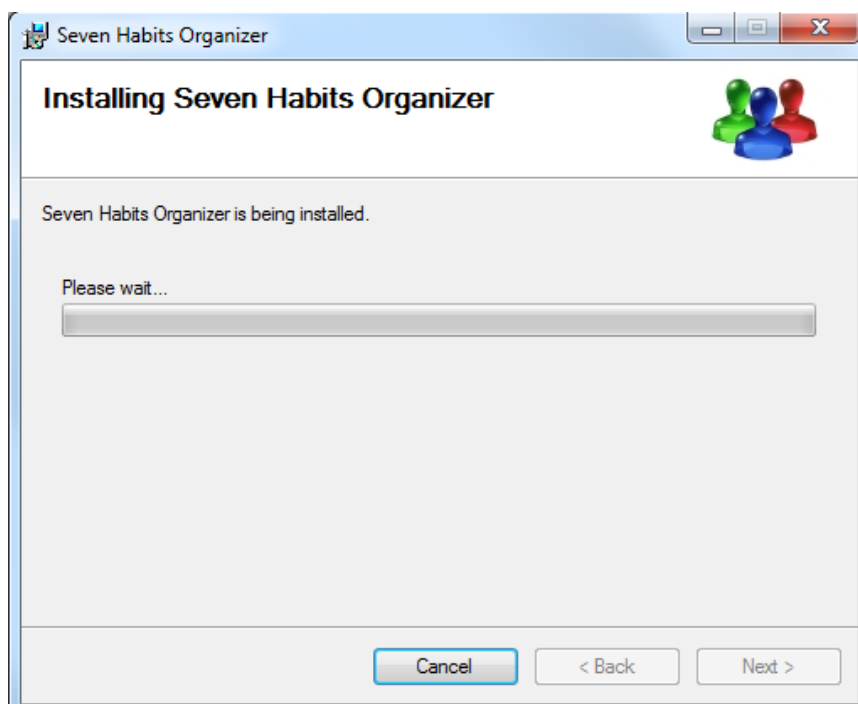 Seven Habits Organizer
Installing Seven Habits Organizer
Seven Habits Organizer is being installed.
Please wait...
Cancel
< Back
Next >